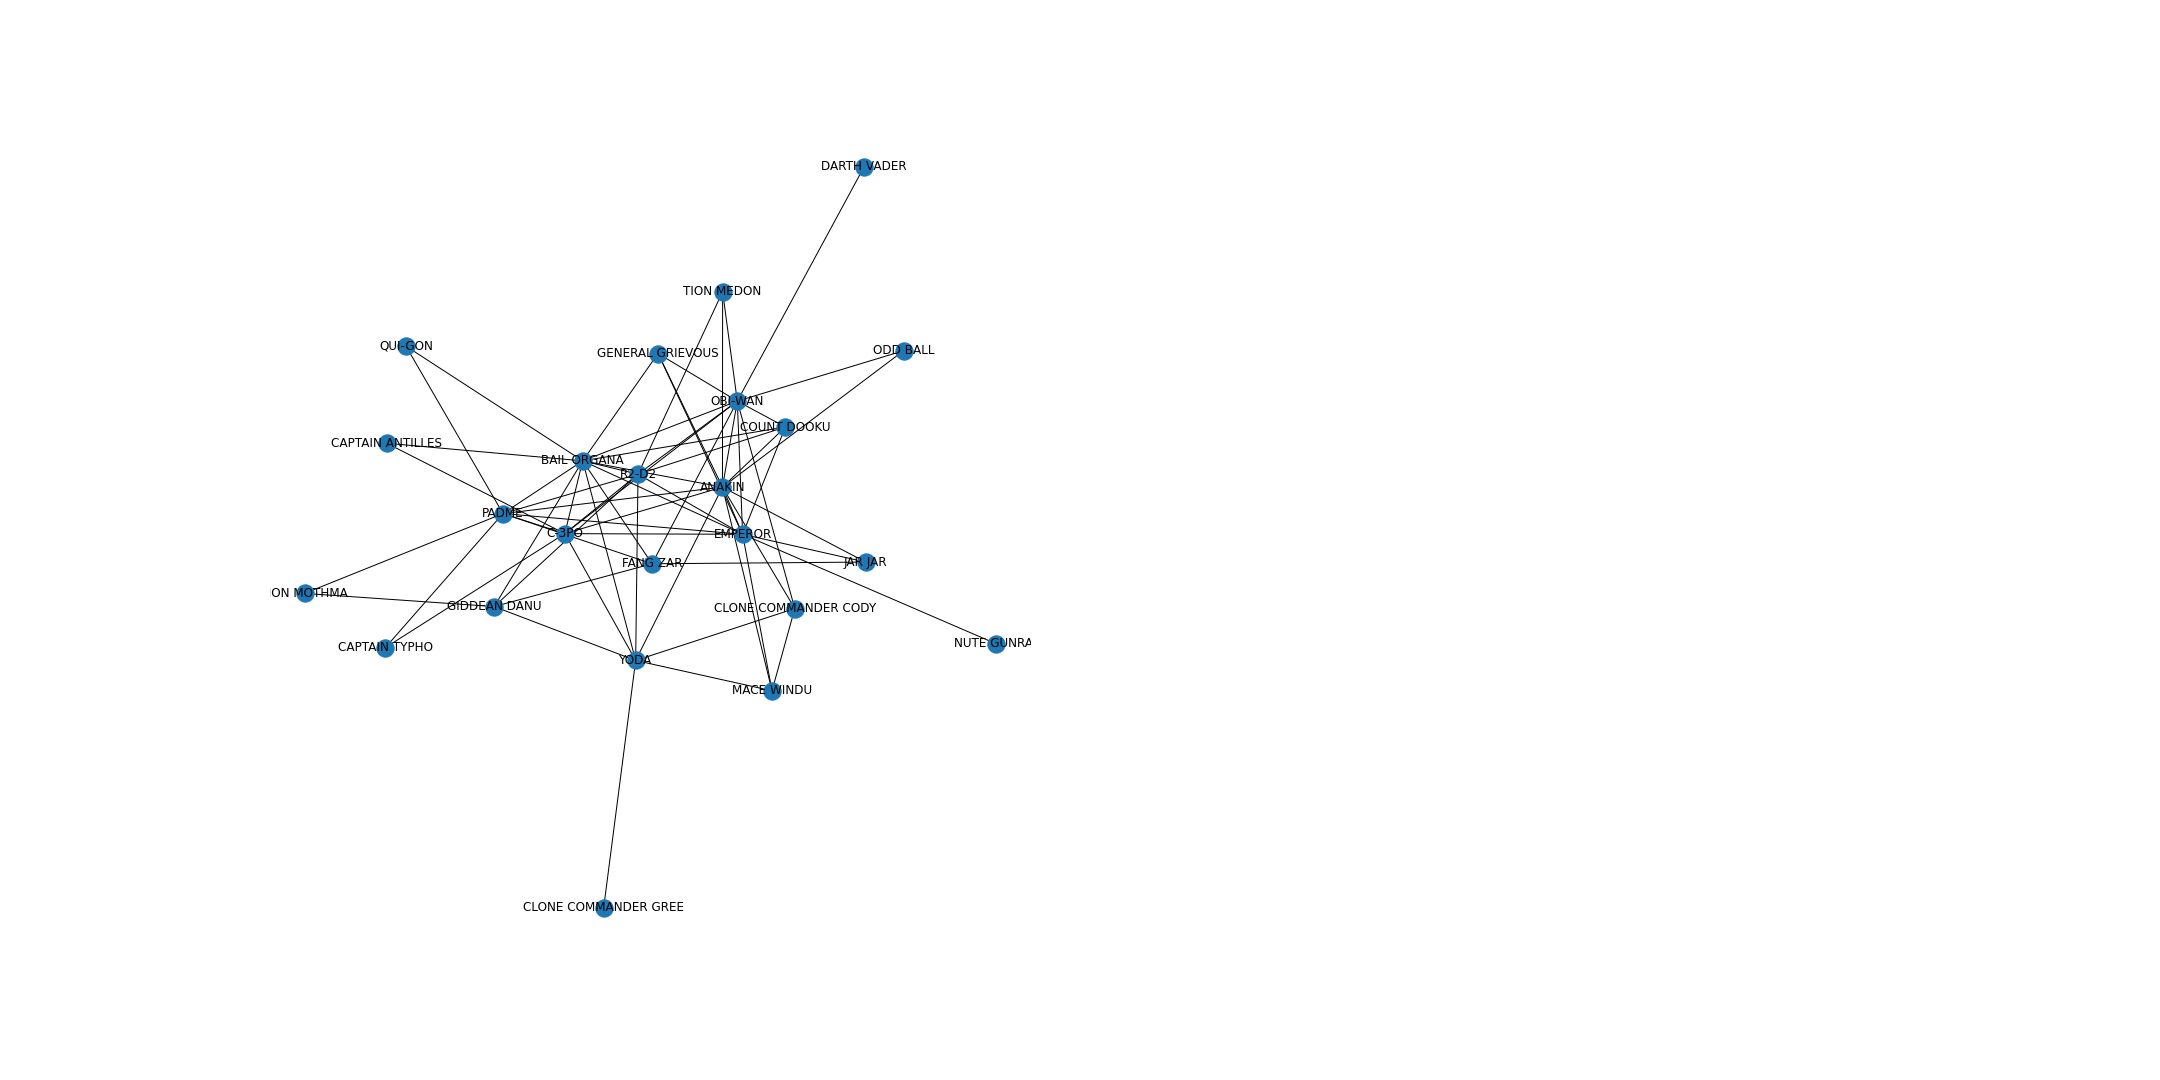 DARTH VADER
TION MEDON
QUI-GON
GENERAL GRIEVOUS
ODD BALL
OBI-WAN
COUNT DOOKU
CAPTAIN ANTILLES
BAIL ORGANA
R2-D2
ANAKIN
PADME
C-3PO
EMPEROR
FANG ZAR
JAR JAR
ON MOTHMA
GIDDEAN DANU
CLONE COMMANDER CODY
CAPTAIN TYPHO
NUTE GUNRA
YODA
MACE WINDU
CLONE COMMANDER GREE